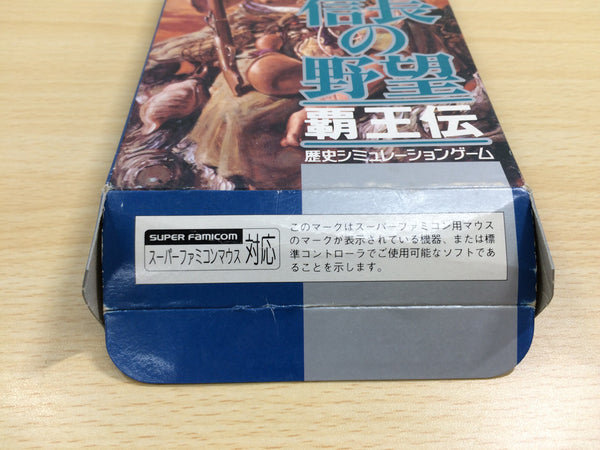 信長
の
野望
覇王伝
歴史シミュレーションゲーム
SUPER FAMICOM
スーパーファミコンマウス 対応
このマークはスーパーファミコン用マウス
のマークが表示されている機器、または標
準コントローラでご使用可能なソフトであ
ることを示します。